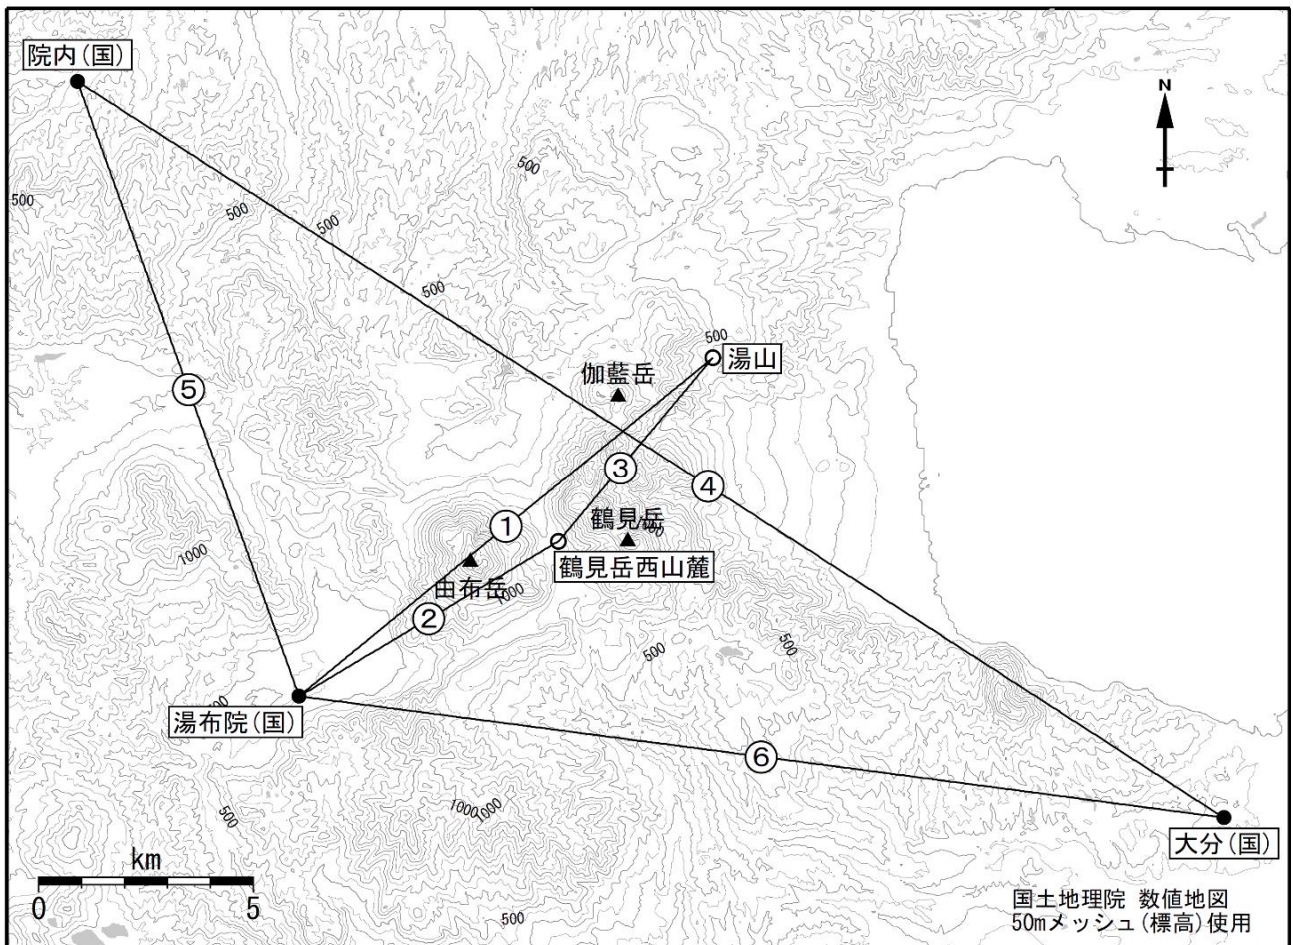 院内(国)
N
500
500
500
500
500
500
湯山
伽藍岳
⑤
③
④
鶴見岳
①
鶴見岳西山麓
1000
由布岳
1000
②
500
500
湯布院(国)
⑥
1000
1000
500
大分(国)
km
0
5
500
国土地理院 数値地図
50mメッシュ(標高)使用